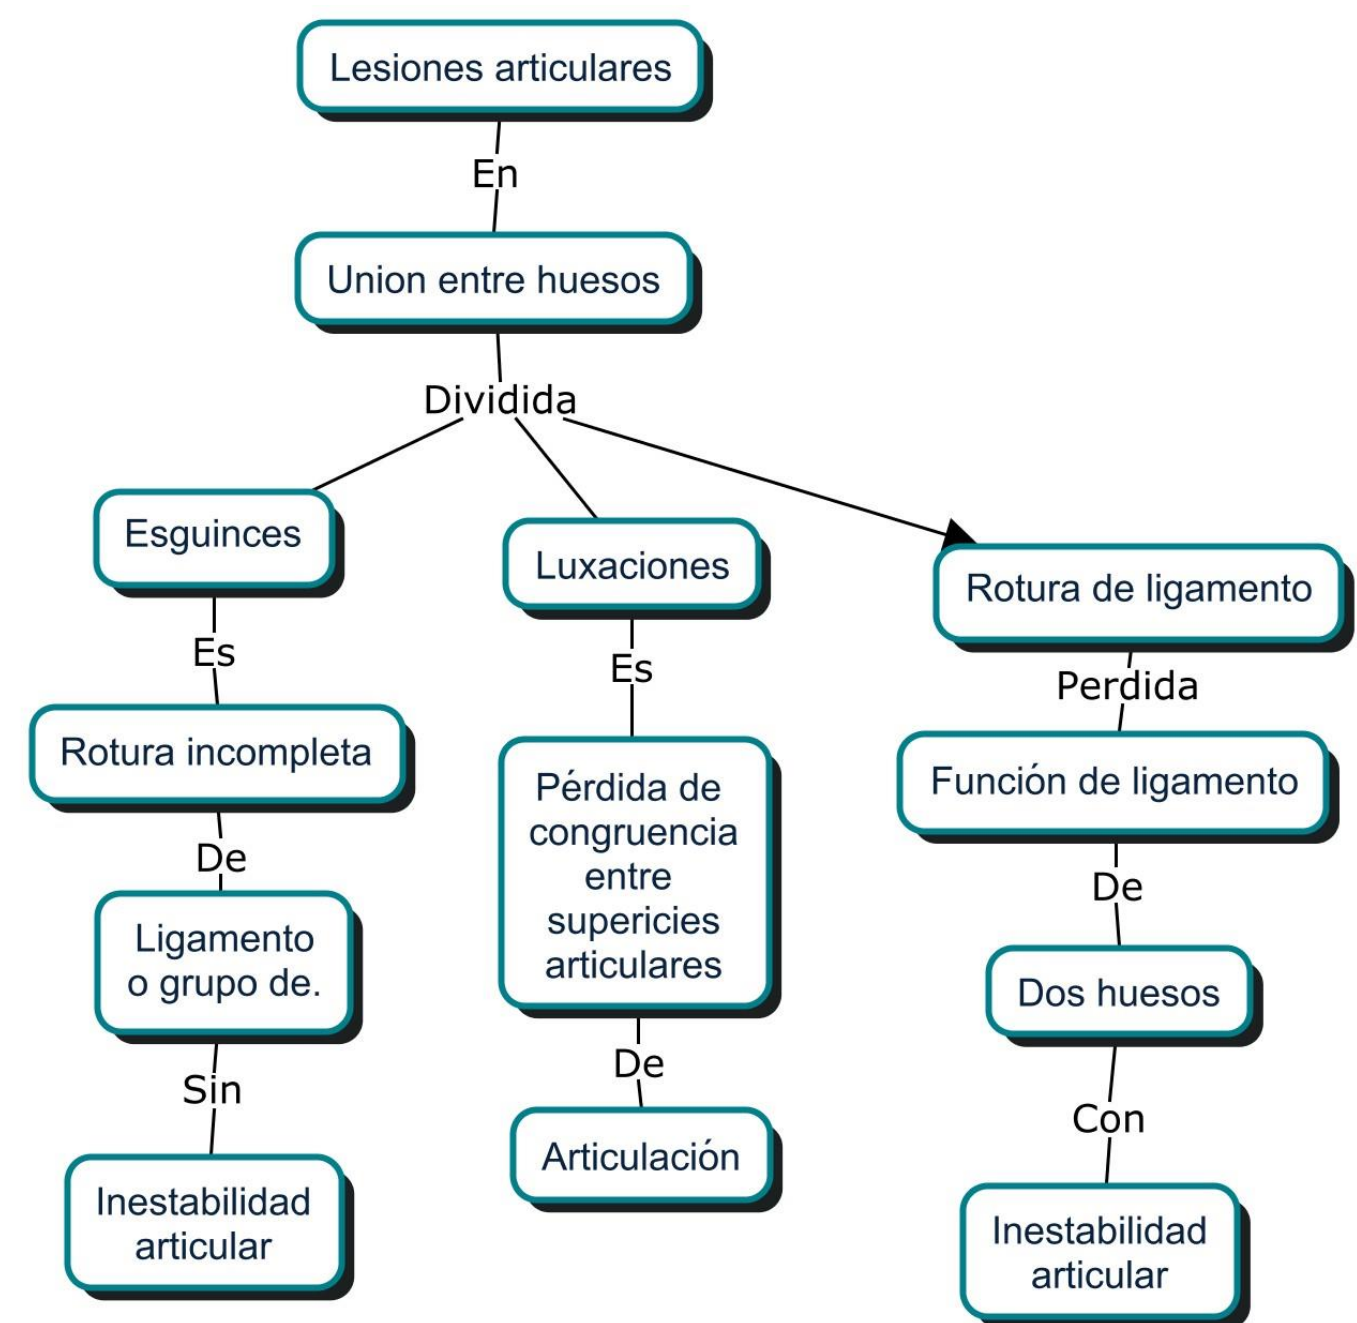 Lesiones articulares
En
Union entre huesos
Dividida
Esguinces
Es
Rotura incompleta
De
Ligamento
o grupo de.
Sin
Inestabilidad
articular
Luxaciones
Es
Pérdida de
congruencia
entre
supericies
articulares
De
Articulación
Rotura de ligamento
Perdida
Función de ligamento
De
Dos huesos
Con
Inestabilidad
articular